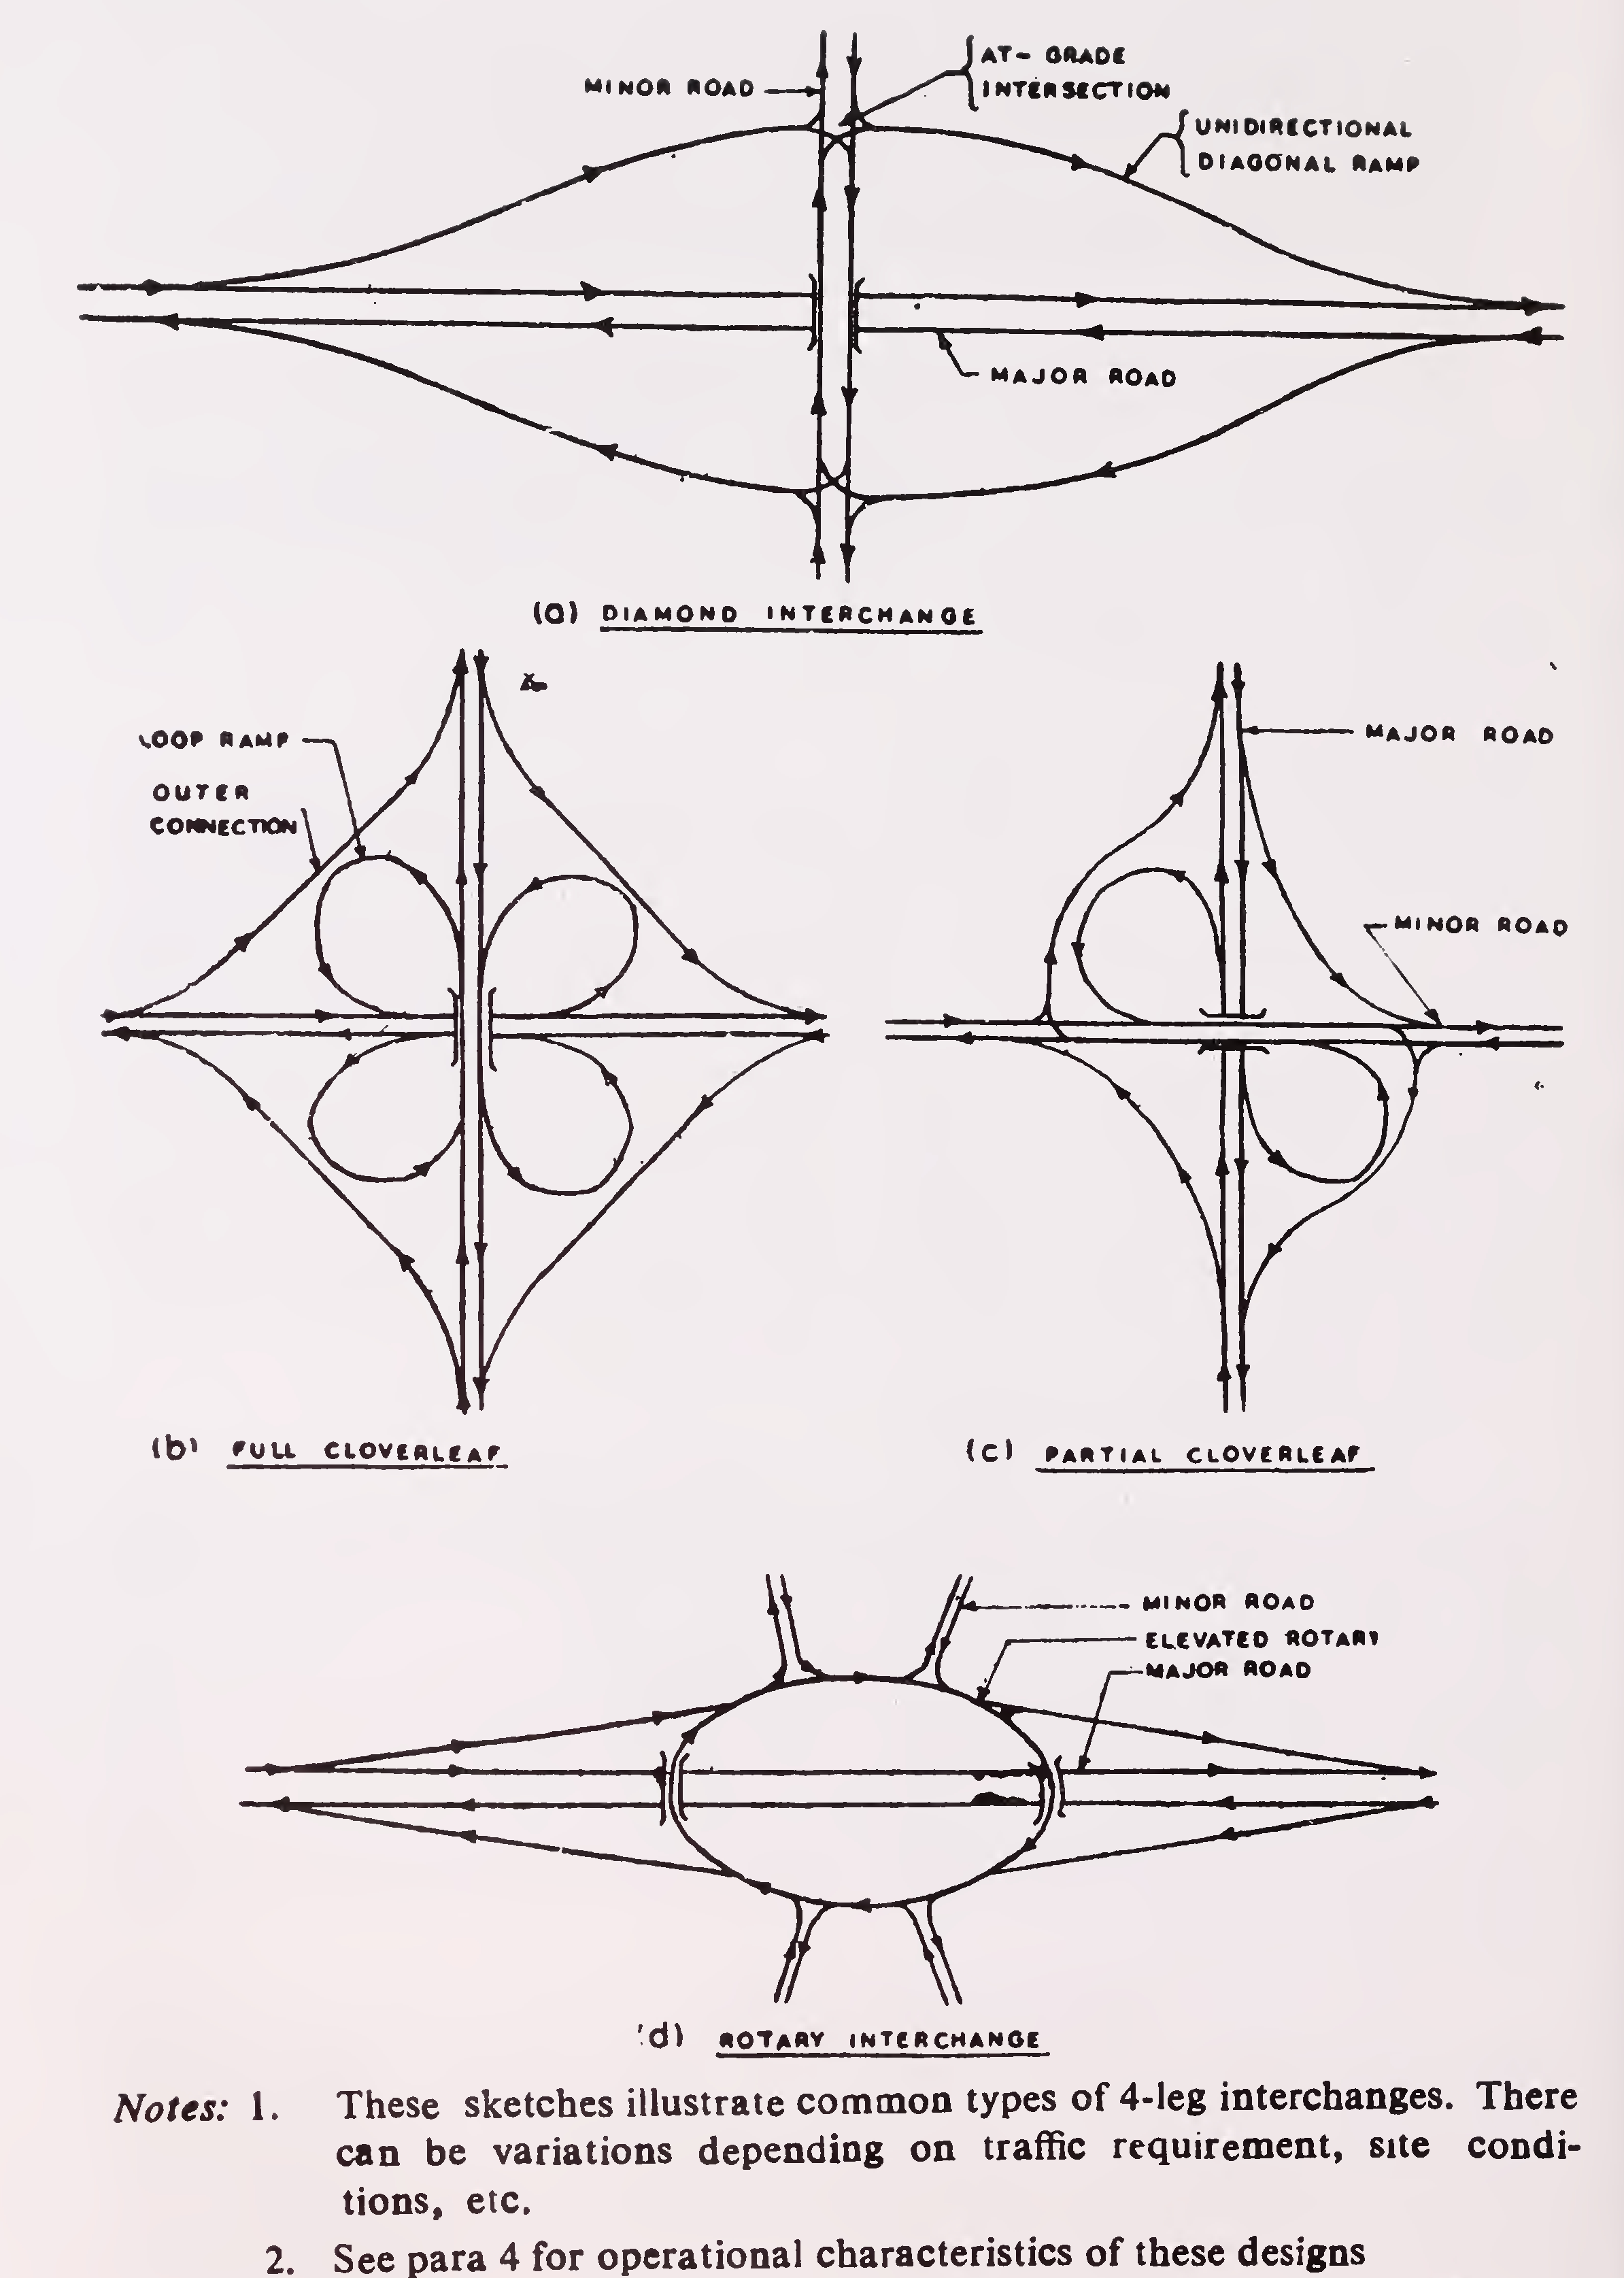 MINOR ROAD
AT-GRADE
INTERSECTION
UNIDIRECTIONAL
DIAGONAL RAMP
MAJOR ROAD
(a) DIAMOND INTERCHANGE
LOOP RAMP
OUTER
CONNECTION
MAJOR ROAD
MINOR ROAD
(b) FULL CLOVERLEAF
(c) PARTIAL CLOVERLEAF
MINOR ROAD
ELEVATED ROTARY
MAJOR ROAD
(d) ROTARY INTERCHANGE
Notes: 1. These sketches illustrate common types of 4-leg interchanges. There
can be variations depending on traffic requirement, site condi-
tions, etc.
2. See para 4 for operational characteristics of these designs